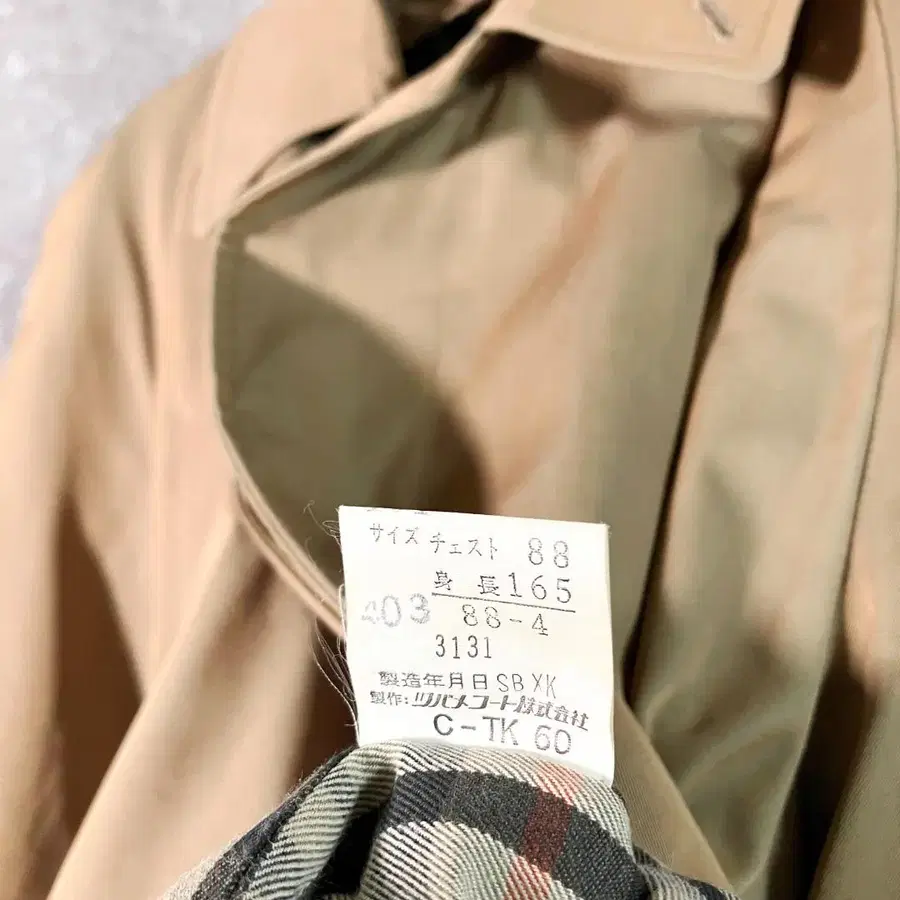 サイズ チェスト 88
身長 165
403 88-4
3131
製造年月日 SB XK
製作:ツバメコート株式会社
C-TK 60